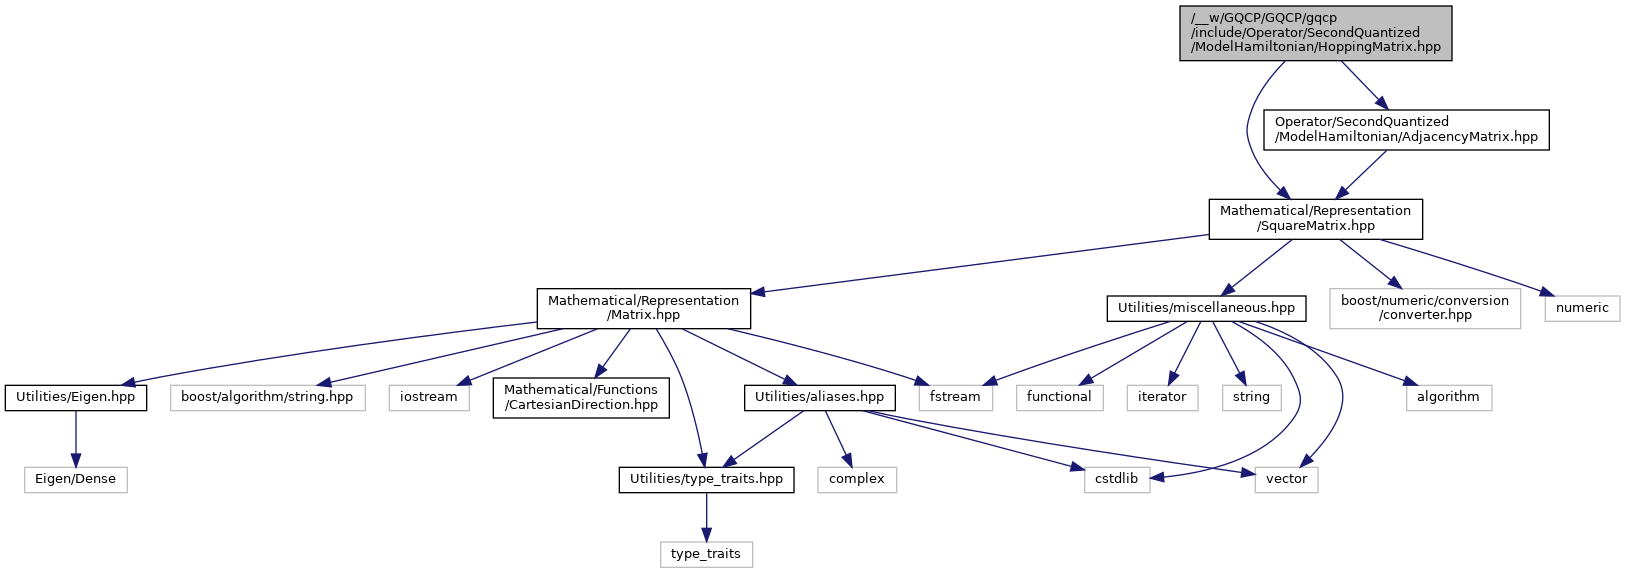 /__w/GQCP/GQCP/gqcp
/include/Operator/SecondQuantized
/ModelHamiltonian/HoppingMatrix.hpp
Operator/SecondQuantized
/ModelHamiltonian/AdjacencyMatrix.hpp
Mathematical/Representation
/SquareMatrix.hpp
Mathematical/Representation
/Matrix.hpp
Utilities/miscellaneous.hpp
boost/numeric/conversion
/converter.hpp
numeric
Utilities/Eigen.hpp
boost/algorithm/string.hpp
iostream
Mathematical/Functions
/CartesianDirection.hpp
Utilities/aliases.hpp
fstream
functional
iterator
string
algorithm
Eigen/Dense
Utilities/type_traits.hpp
complex
cstdlib
vector
type_traits